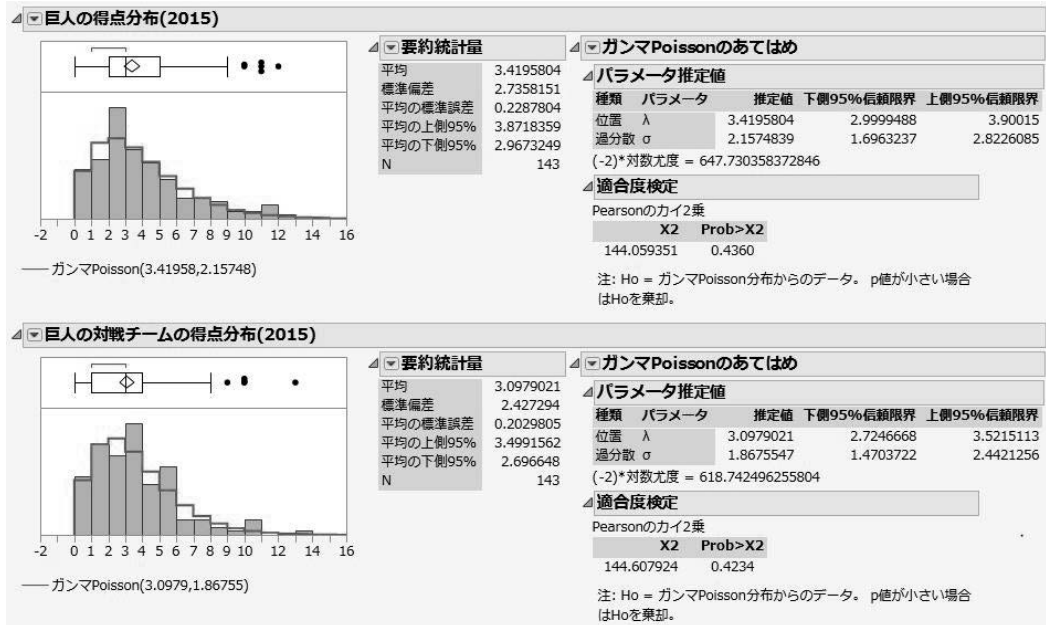 巨人の得点分布(2015)
-2 0 1 2 3 4 5 6 7 8 9 10 12 14 16
ガンマPoisson(3.41958,2.15748)
要約統計量
平均 3.4195804
標準偏差 2.7358151
平均の標準誤差 0.2287804
平均の上側95% 3.8718359
平均の下側95% 2.9673249
N 143
ガンマPoissonのあてはめ
パラメータ推定値
種類 パラメータ 推定値 下側95%信頼限界 上側95%信頼限界
位置 λ 3.4195804 2.9999488 3.90015
過分散 σ 2.1574839 1.6963237 2.8226085
(-2)*対数尤度 = 647.730358372846
適合度検定
Pearsonのカイ2乗
X2 Prob>X2
144.059351 0.4360
注: Ho = ガンマPoisson分布からのデータ。 p値が小さい場合
はHoを棄却。
巨人の対戦チームの得点分布(2015)
-2 0 1 2 3 4 5 6 7 8 9 10 12 14 16
ガンマPoisson(3.0979,1.86755)
要約統計量
平均 3.0979021
標準偏差 2.427294
平均の標準誤差 0.2029805
平均の上側95% 3.4991562
平均の下側95% 2.696648
N 143
ガンマPoissonのあてはめ
パラメータ推定値
種類 パラメータ 推定値 下側95%信頼限界 上側95%信頼限界
位置 λ 3.0979021 2.7246668 3.5215113
過分散 σ 1.8675547 1.4703722 2.4421256
(-2)*対数尤度 = 618.742496255804
適合度検定
Pearsonのカイ2乗
X2 Prob>X2
144.607924 0.4234
注: Ho = ガンマPoisson分布からのデータ。 p値が小さい場合
はHoを棄却。